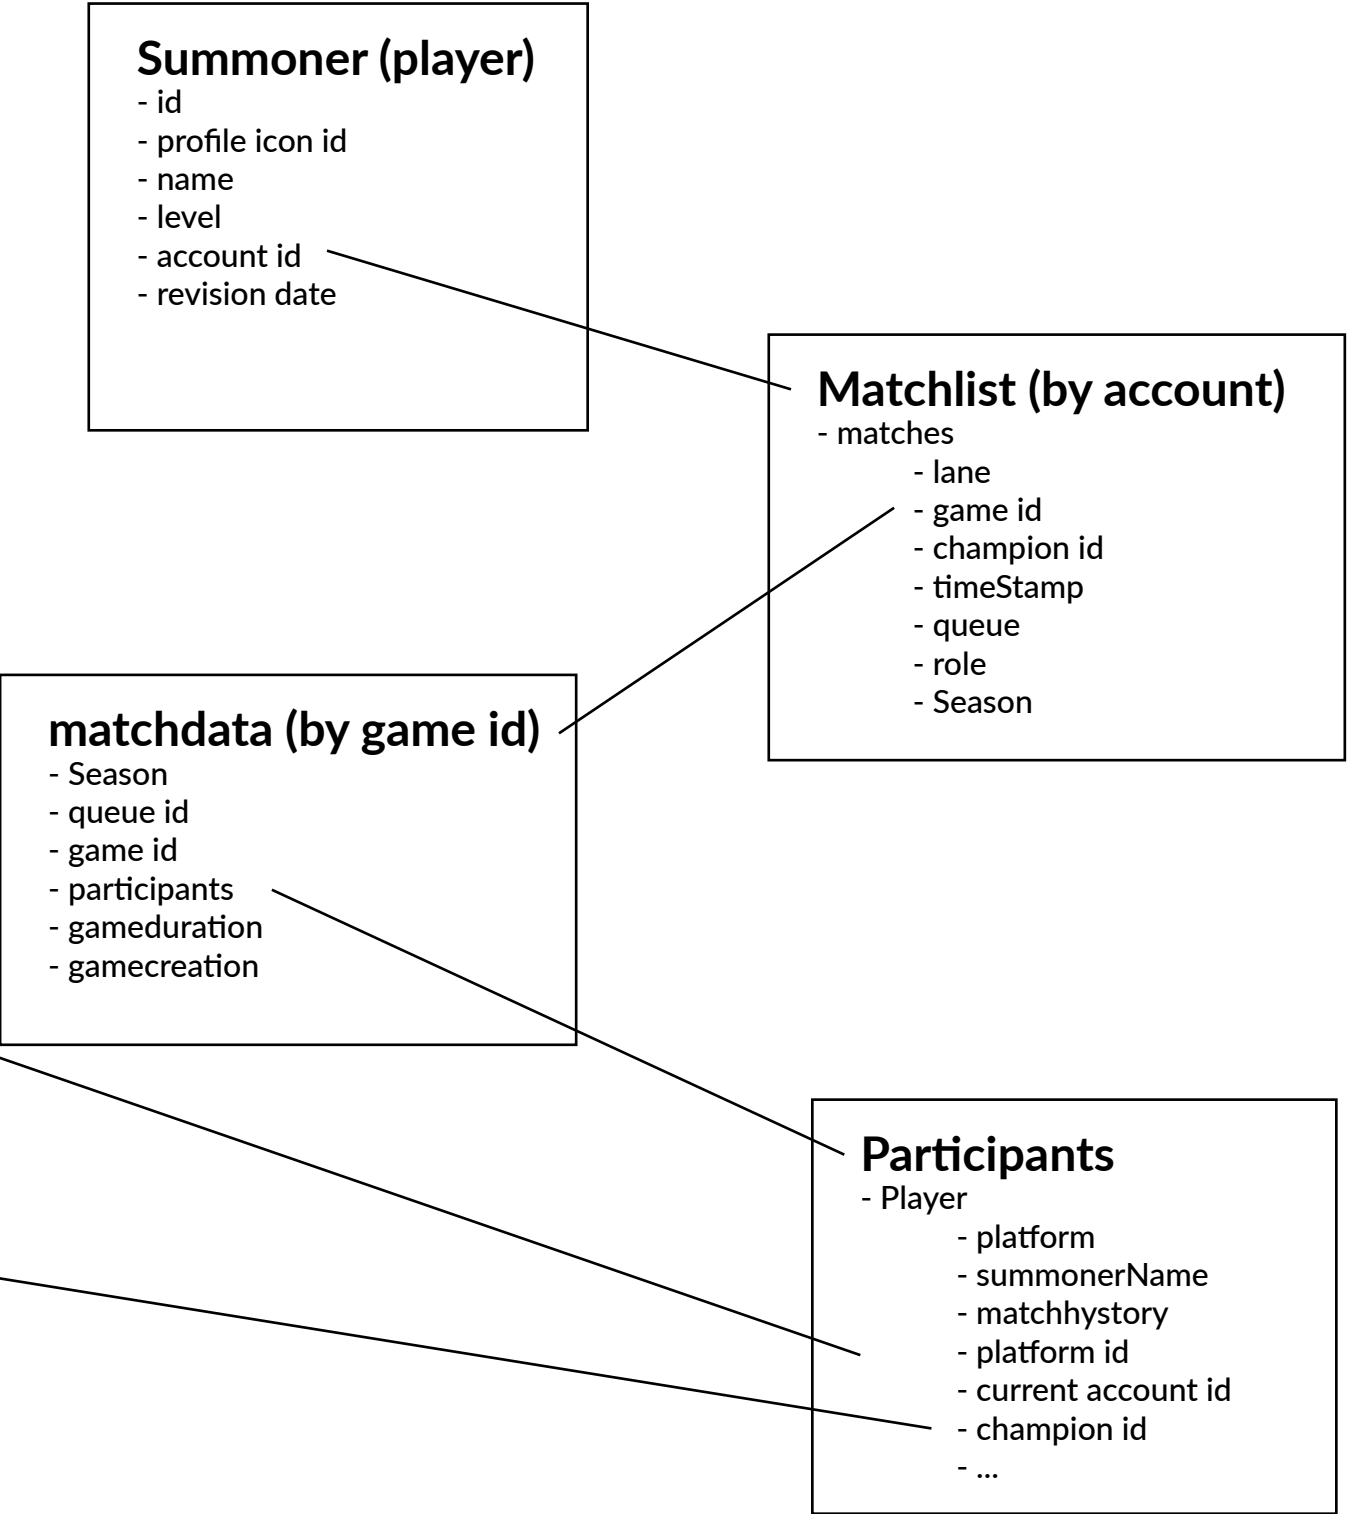 Summoner (player)
- id
- profile icon id
- name
- level
- account id
- revision date
Matchlist (by account)
- matches
- lane
- game id
- champion id
- timeStamp
- queue
- role
- Season
matchdata (by game id)
- Season
- queue id
- game id
- participants
- gameduration
- gamecreation
Participants
- Player
- platform
- summonerName
- matchhystory
- platform id
- current account id
- champion id
- ...